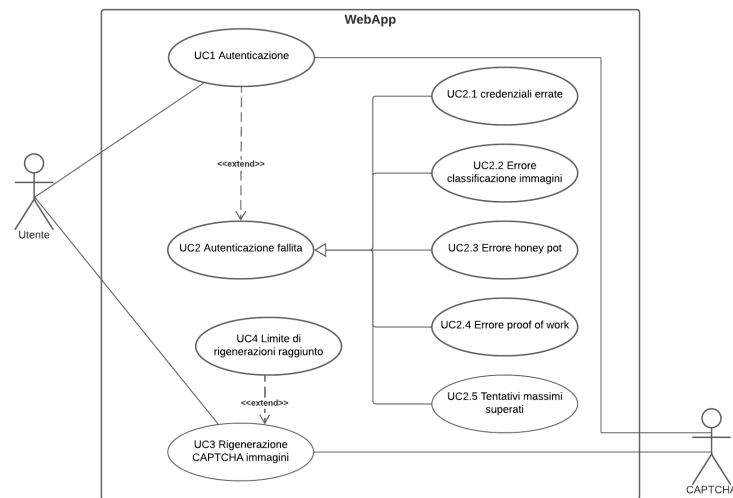 WebApp
UC1 Autenticazione
UC2.1 credenziali errate
<<extend>>
UC2.2 Errore
classificazione immagini
Utente
UC2 Autenticazione fallita
UC2.3 Errore honey pot
UC4 Limite di
rigenerazioni raggiunto
UC2.4 Errore proof of work
<<extend>>
UC2.5 Tentativi massimi
superati
UC3 Rigenerazione
CAPTCHA immagini
CAPTCHA